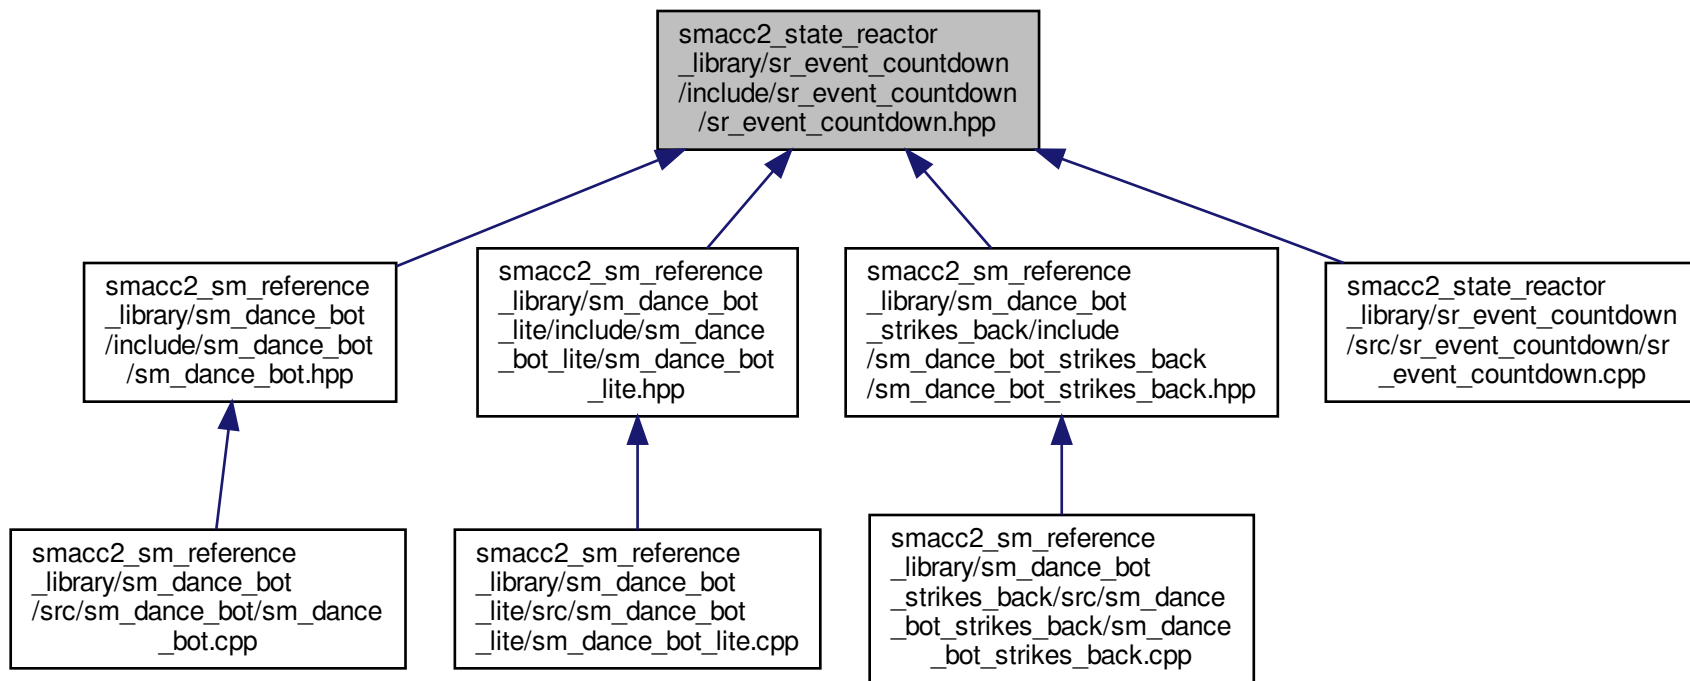 smacc2_state_reactor
_library/sr_event_countdown
/include/sr_event_countdown
/sr_event_countdown.hpp
smacc2_sm_reference
_library/sm_dance_bot
/include/sm_dance_bot
/sm_dance_bot.hpp
smacc2_sm_reference
_library/sm_dance_bot
_lite/include/sm_dance
_bot_lite/sm_dance_bot
_lite.hpp
smacc2_sm_reference
_library/sm_dance_bot
_strikes_back/include
/sm_dance_bot_strikes_back
/sm_dance_bot_strikes_back.hpp
smacc2_state_reactor
_library/sr_event_countdown
/src/sr_event_countdown/sr
_event_countdown.cpp
smacc2_sm_reference
_library/sm_dance_bot
/src/sm_dance_bot/sm_dance
_bot.cpp
smacc2_sm_reference
_library/sm_dance_bot
_lite/src/sm_dance_bot
_lite/sm_dance_bot_lite.cpp
smacc2_sm_reference
_library/sm_dance_bot
_strikes_back/src/sm_dance
_bot_strikes_back/sm_dance
_bot_strikes_back.cpp